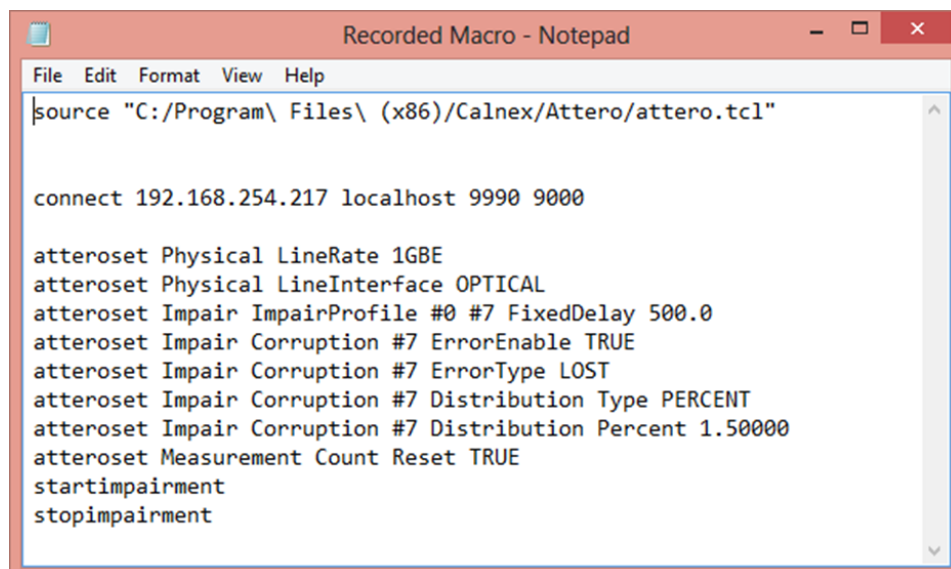 Recorded Macro - Notepad
File Edit Format View Help
source "C:/Program\ Files\ (x86)/Calnex/Attero/attero.tcl"
connect 192.168.254.217 localhost 9990 9000
atteroset Physical LineRate 1GBE
atteroset Physical LineInterface OPTICAL
atteroset Impair ImpairProfile #0 #7 FixedDelay 500.0
atteroset Impair Corruption #7 ErrorEnable TRUE
atteroset Impair Corruption #7 ErrorType LOST
atteroset Impair Corruption #7 Distribution Type PERCENT
atteroset Impair Corruption #7 Distribution Percent 1.50000
atteroset Measurement Count Reset TRUE
startimpairment
stopimpairment